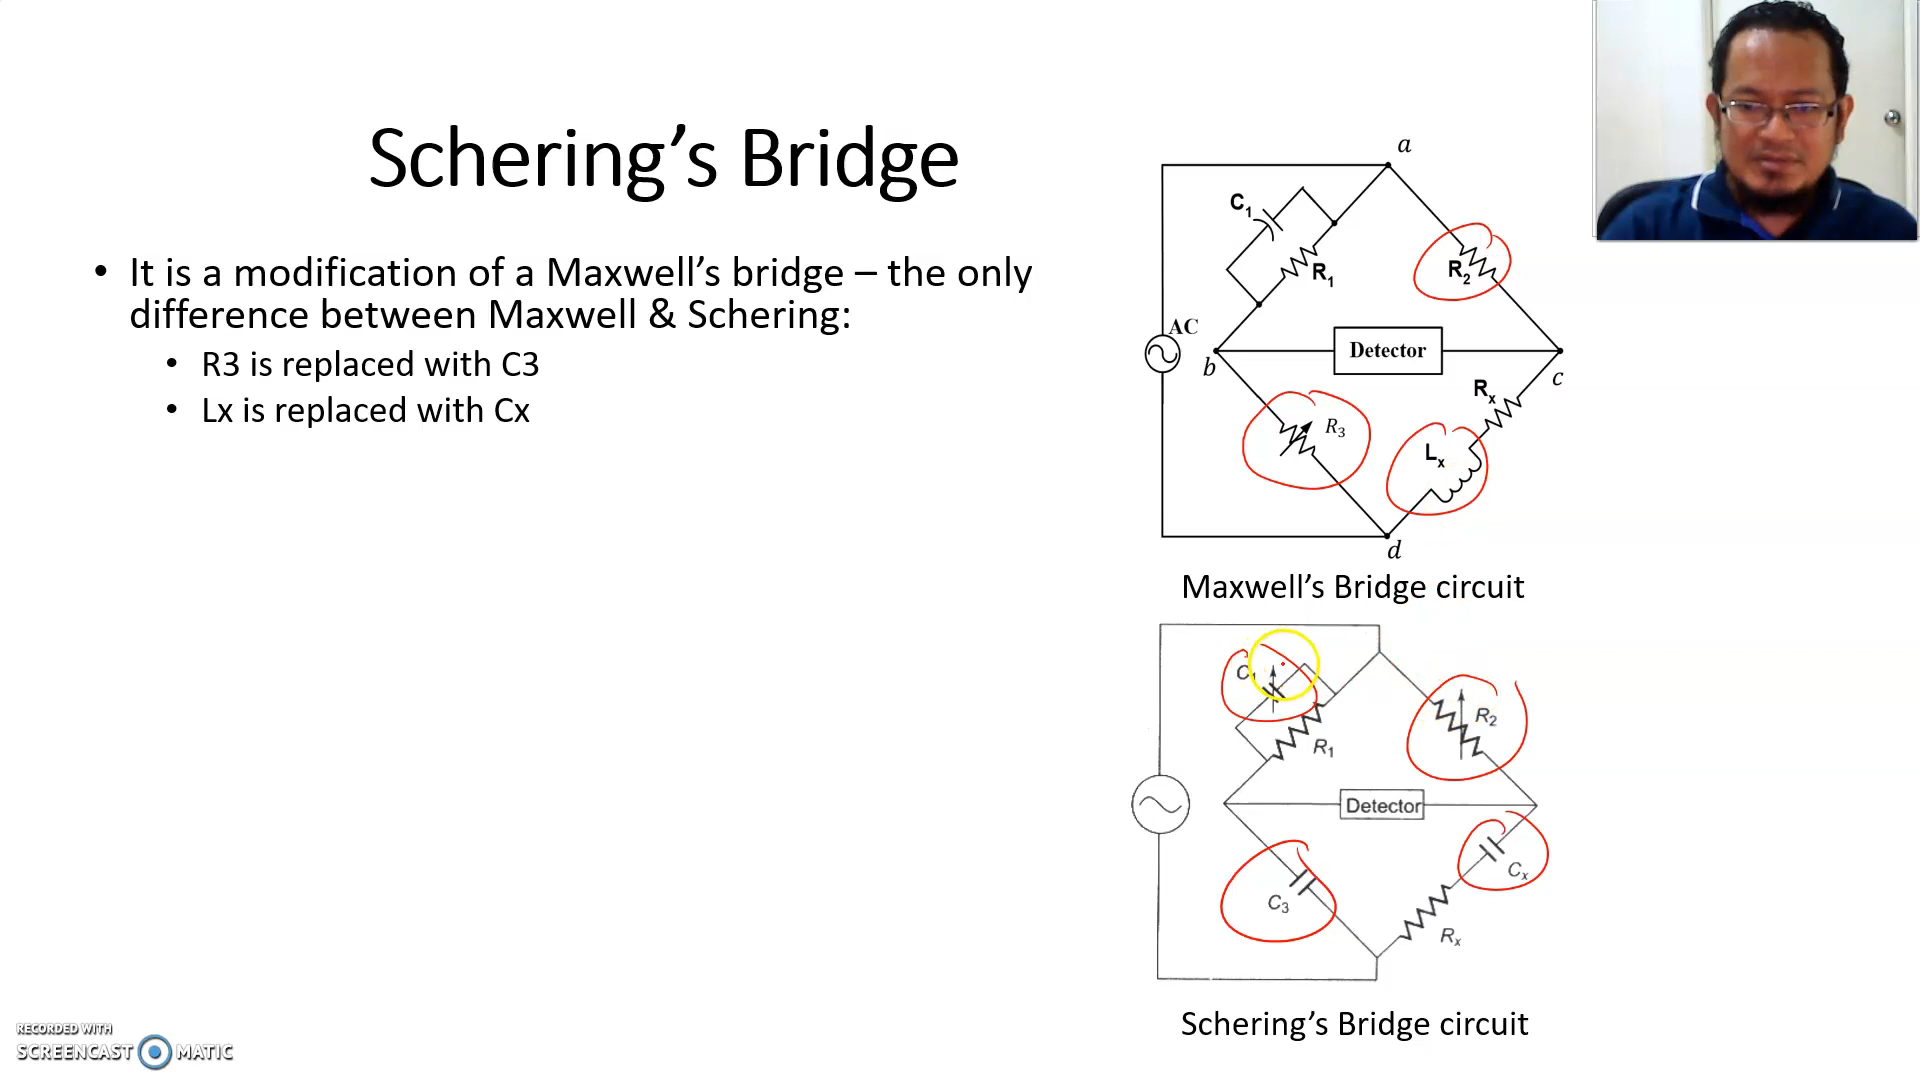 Schering’s Bridge
• It is a modification of a Maxwell’s bridge – the only
difference between Maxwell & Schering:
• R3 is replaced with C3
• Lx is replaced with Cx
a
C1
R1
R2
AC
Detector
b
c
Rx
R3
Lx
d
Maxwell’s Bridge circuit
C1
R2
R1
Detector
Cx
C3
Rx
Schering’s Bridge circuit
RECORDED WITH
SCREENCAST MATIC